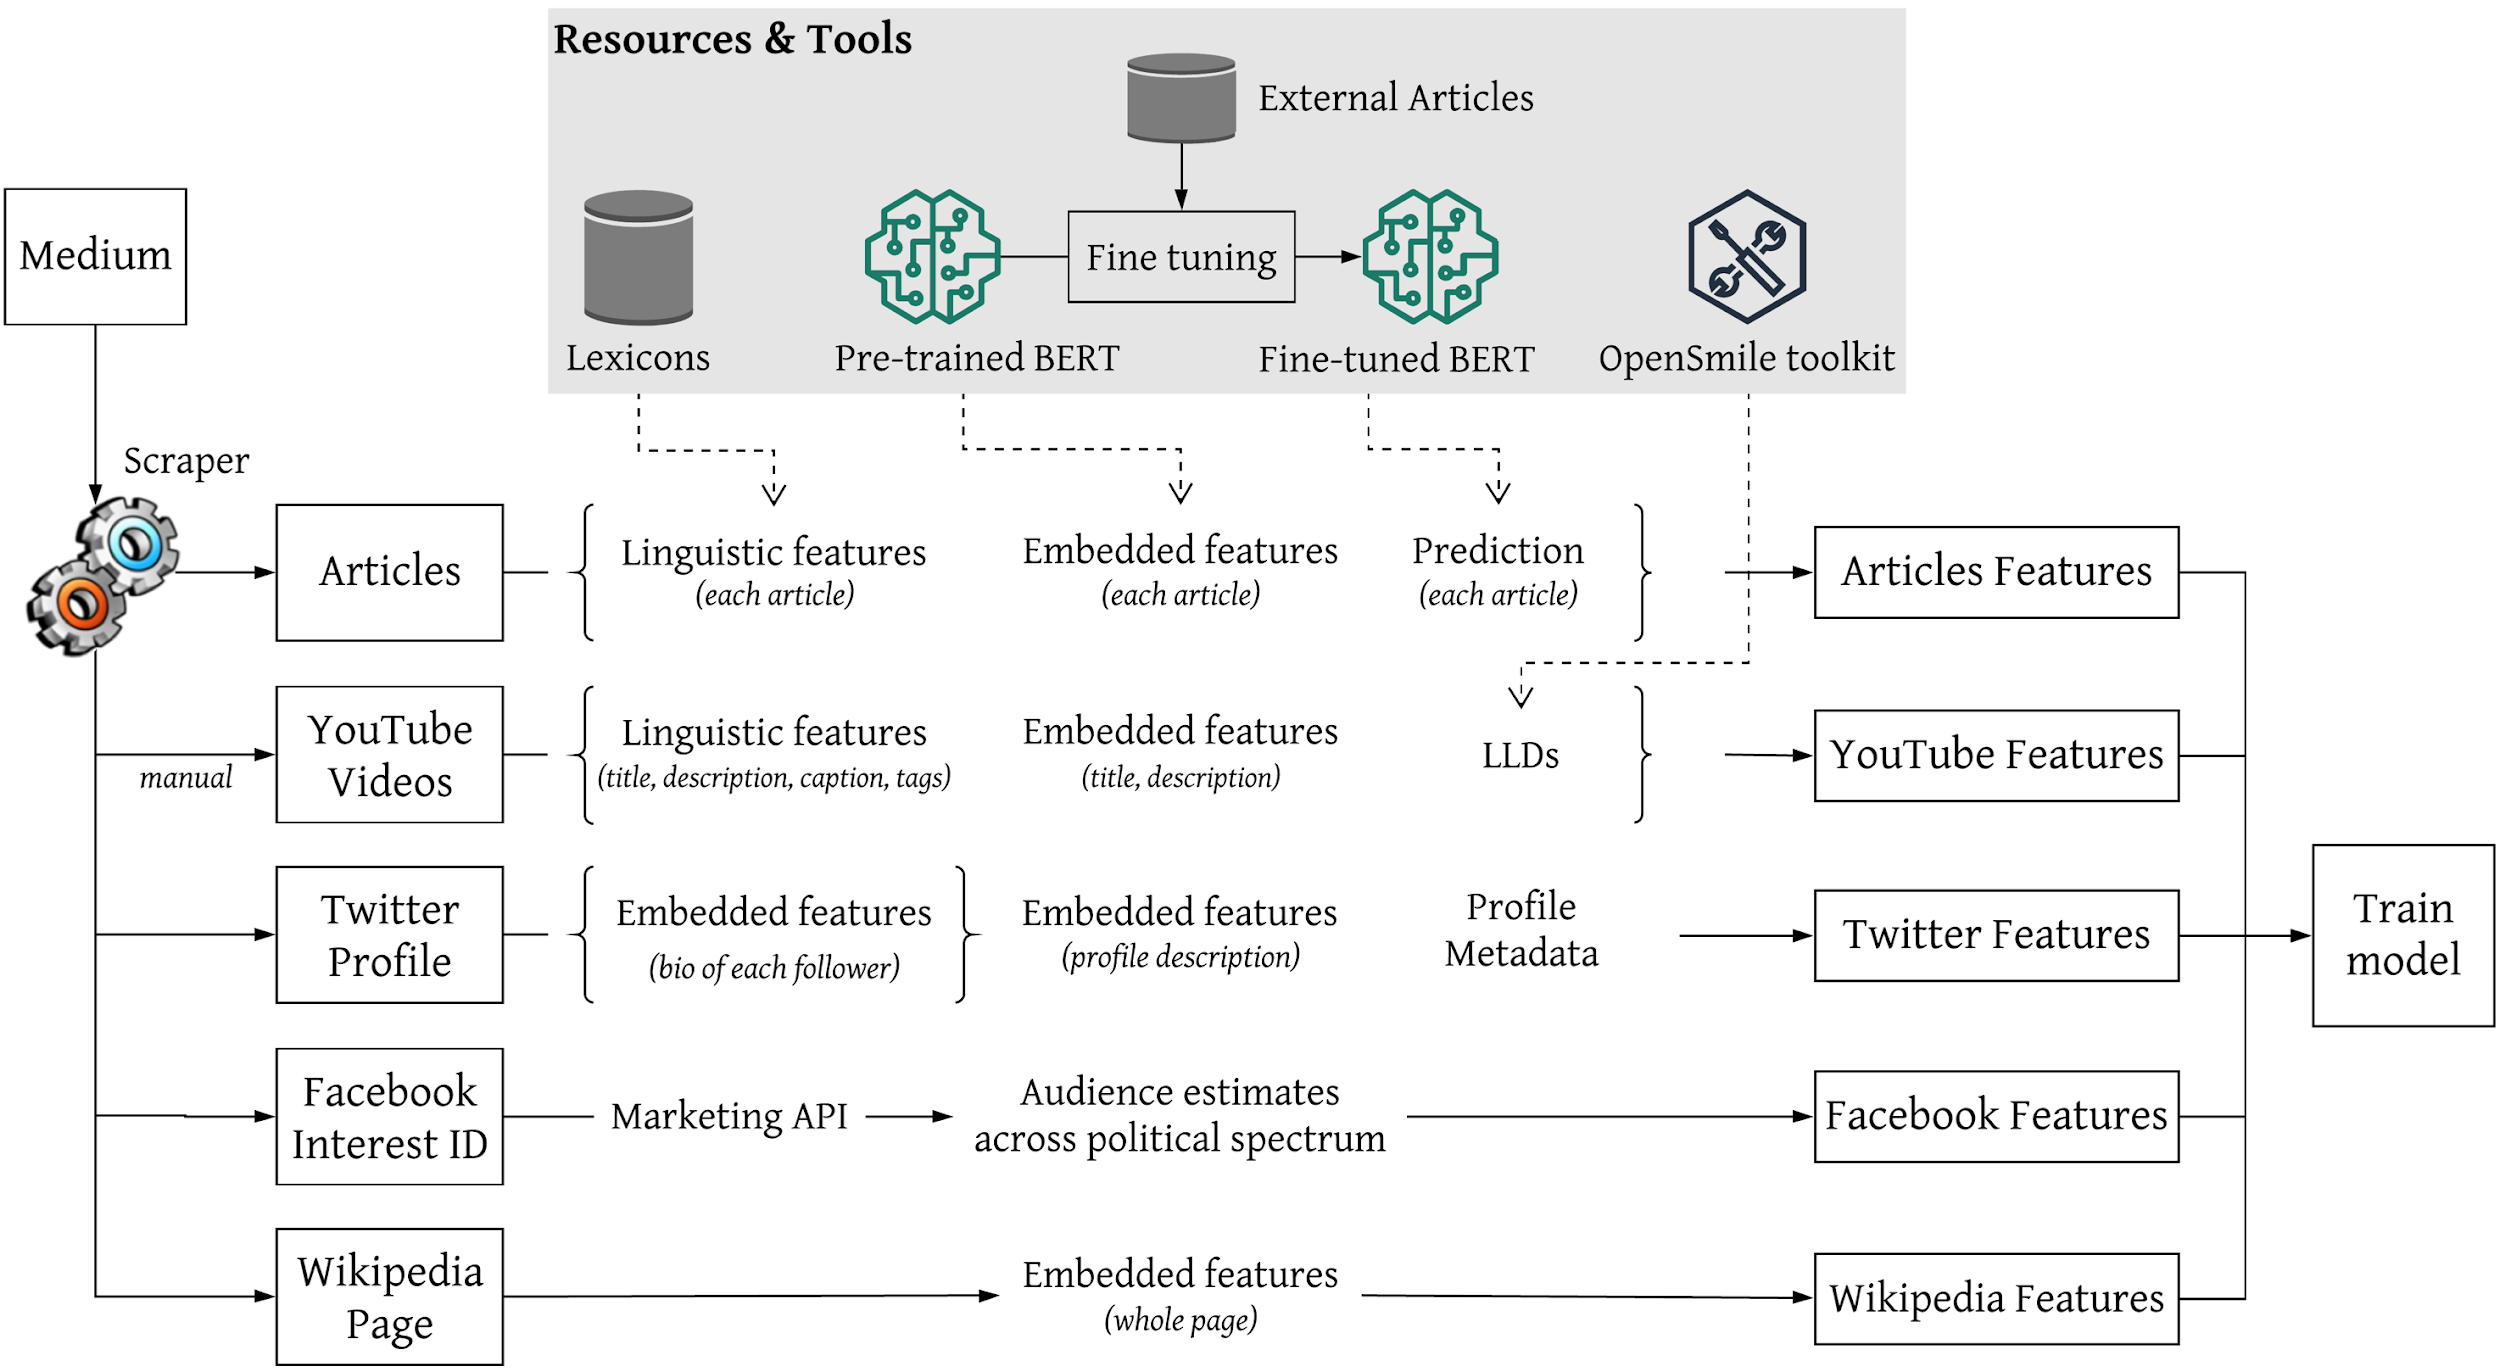 Resources & Tools
External Articles
Medium
Fine tuning
Lexicons
Pre-trained BERT
Fine-tuned BERT
OpenSmile toolkit
Scraper
Articles
Linguistic features
(each article)
Embedded features
(each article)
Prediction
(each article)
Articles Features
manual
YouTube
Videos
Linguistic features
(title, description, caption, tags)
Embedded features
(title, description)
LLDs
YouTube Features
Twitter
Profile
Embedded features
(bio of each follower)
Embedded features
(profile description)
Profile
Metadata
Twitter Features
Train
model
Facebook
Interest ID
Marketing API
Audience estimates
across political spectrum
Facebook Features
Wikipedia
Page
Embedded features
(whole page)
Wikipedia Features